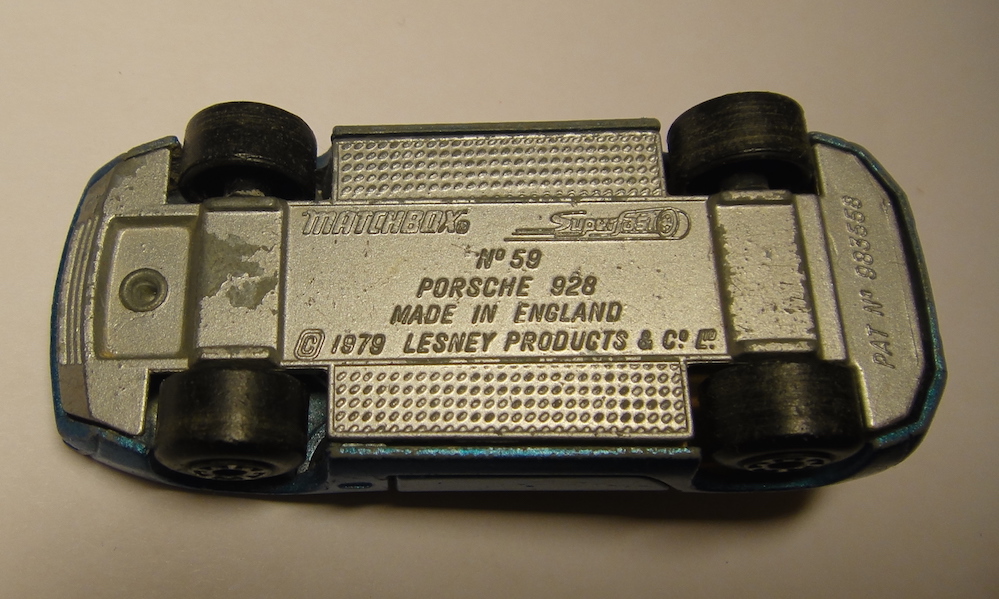 MATCHBOX® Superfast
Nº 59
PORSCHE 928
MADE IN ENGLAND
© 1979 LESNEY PRODUCTS & Cº Lᵀᴰ
PAT Nº 983558